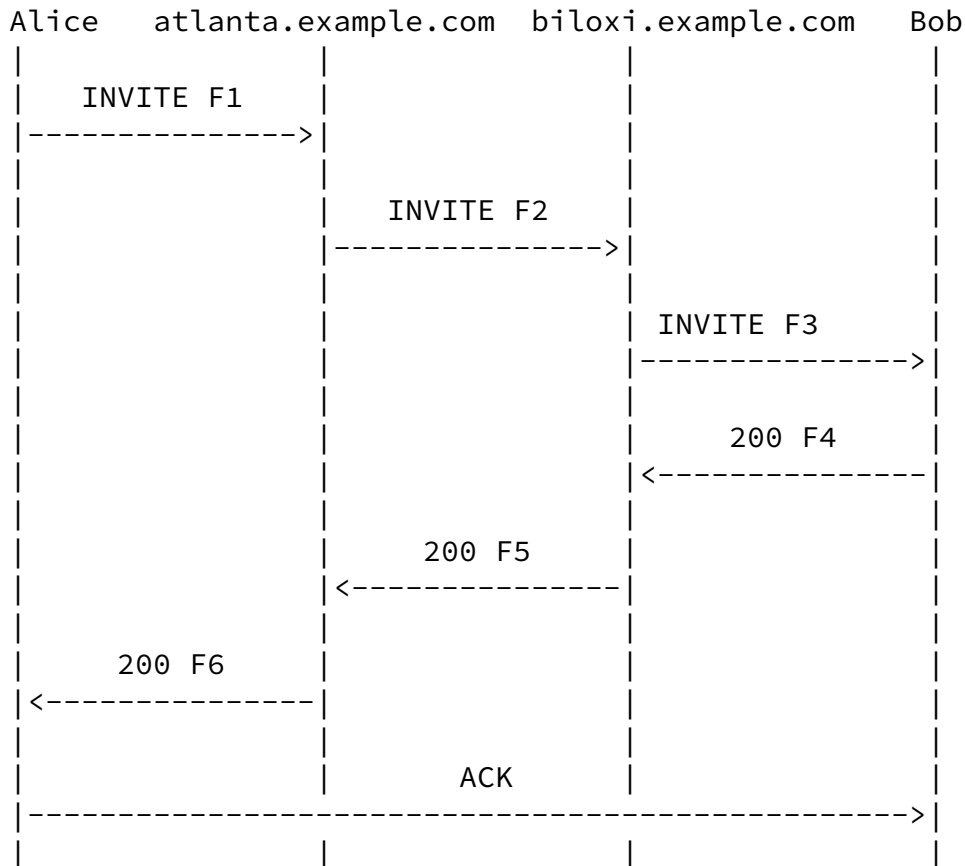 Alice atlanta.example.com biloxi.example.com Bob
INVITE F1
INVITE F2
INVITE F3
200 F4
200 F5
200 F6
ACK